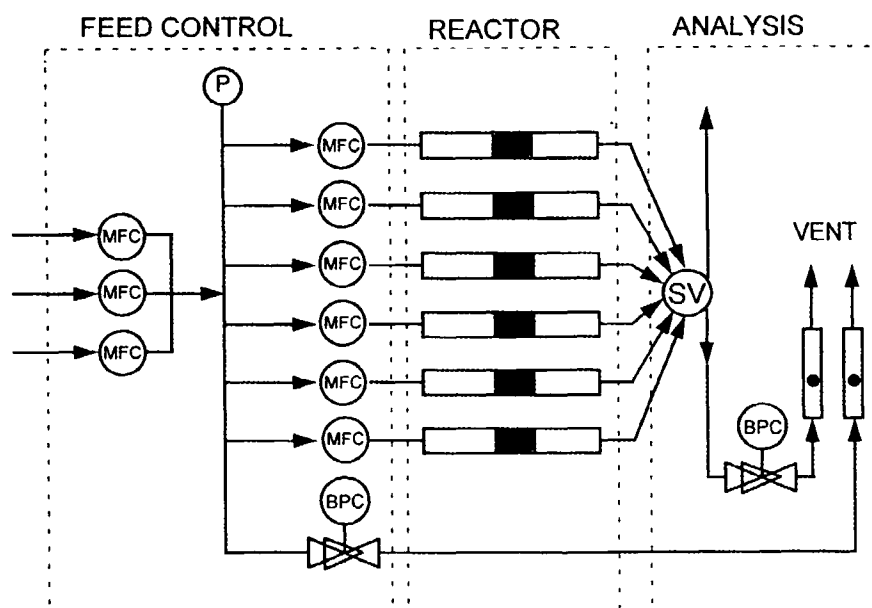 FEED CONTROL
REACTOR
ANALYSIS
P
MFC
MFC
MFC
MFC
MFC
MFC
MFC
MFC
MFC
SV
VENT
BPC
BPC